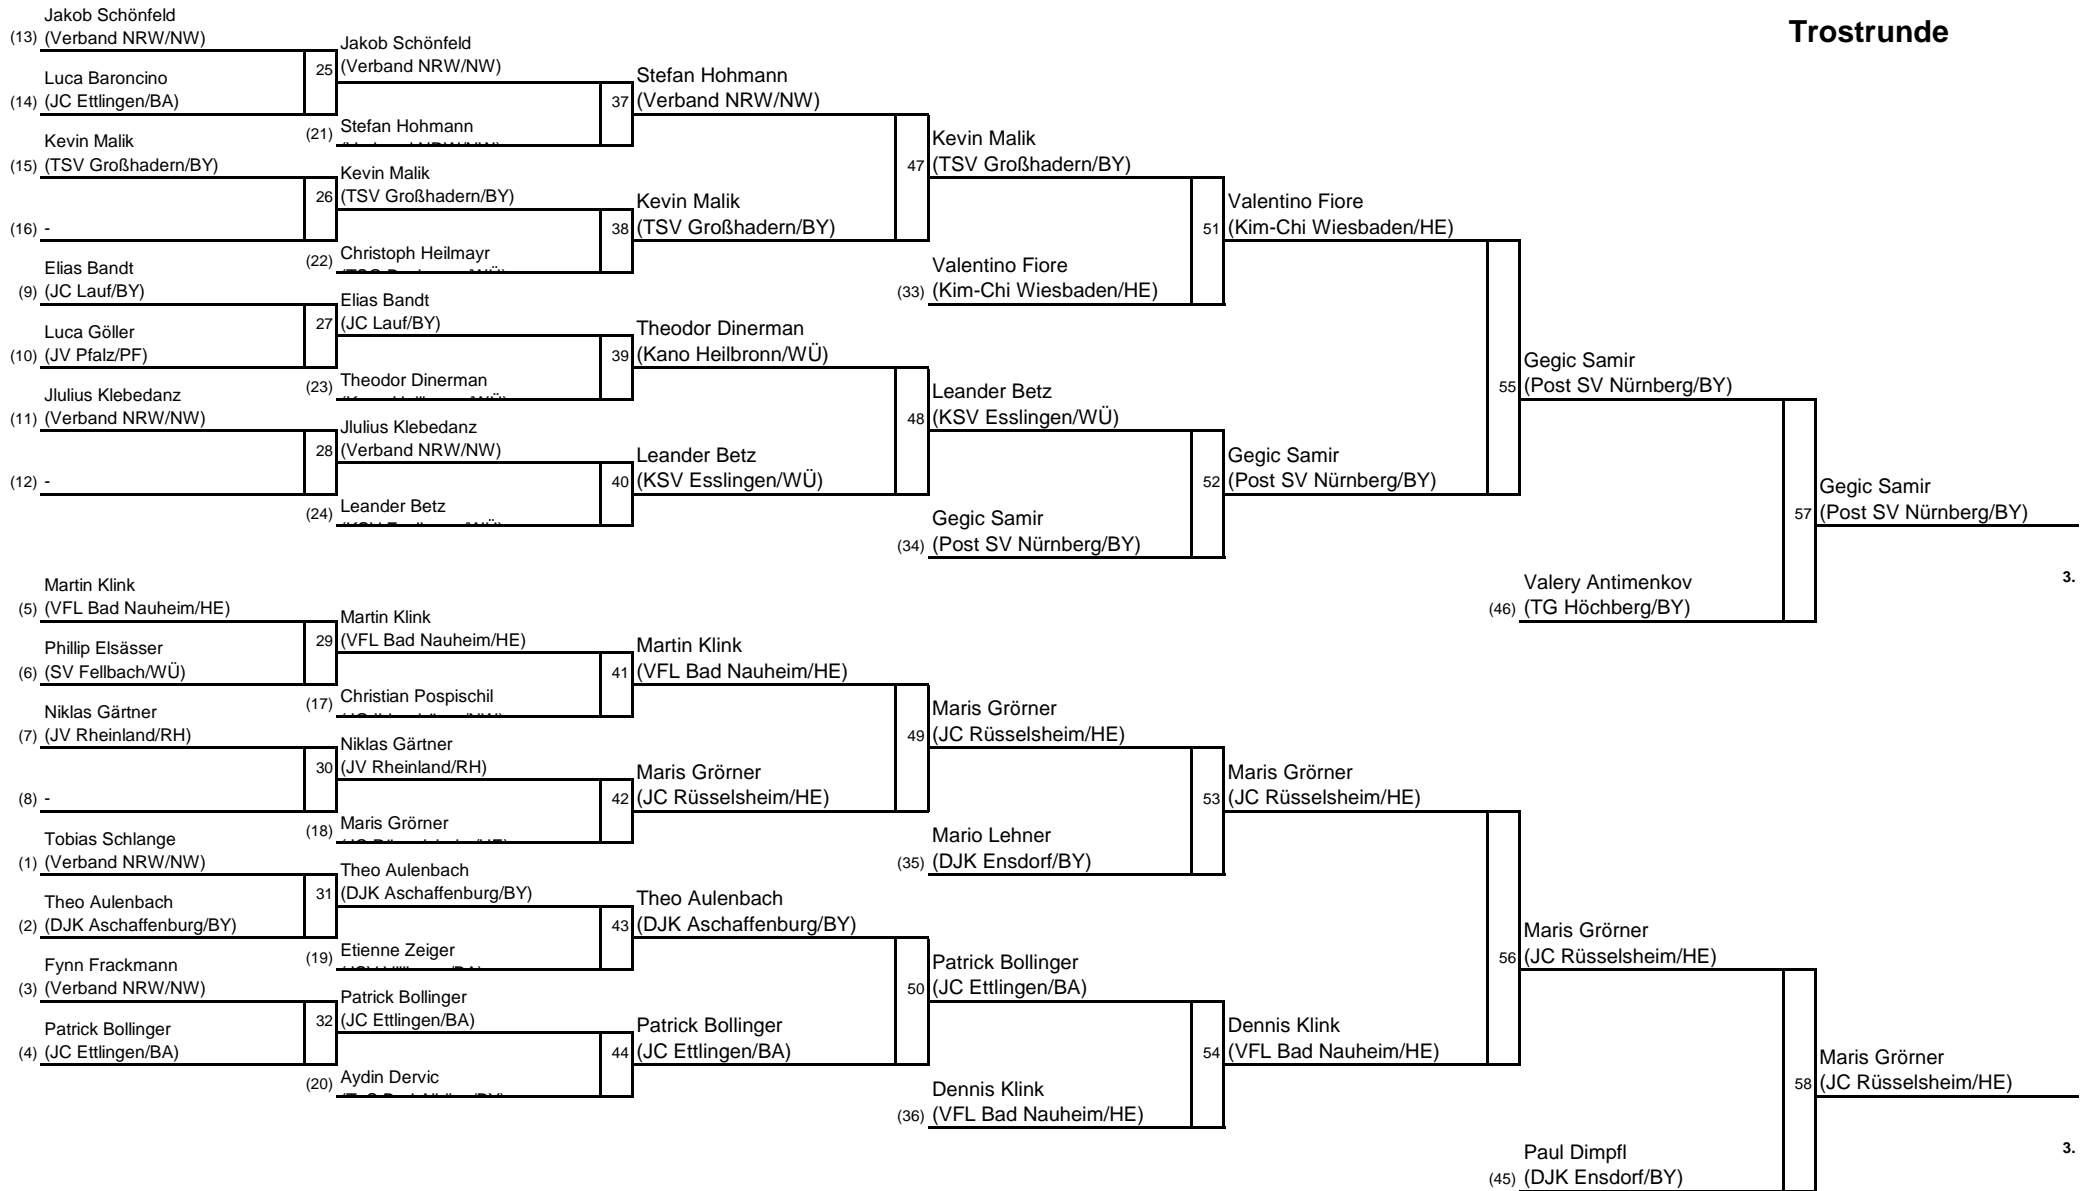 Trostrunde
Jakob Schönfeld
(13) (Verband NRW/NW)
Luca Baroncino
(14) (JC Ettlingen/BA)
Kevin Malik
(15) (TSV Großhadern/BY)
(16) -
Elias Bandt
(9) (JC Lauf/BY)
Luca Göller
(10) (JV Pfalz/PF)
Jlulius Klebedanz
(11) (Verband NRW/NW)
(12) -
Martin Klink
(5) (VFL Bad Nauheim/HE)
Phillip Elsässer
(6) (SV Fellbach/WÜ)
Niklas Gärtner
(7) (JV Rheinland/RH)
(8) -
Tobias Schlange
(1) (Verband NRW/NW)
Theo Aulenbach
(2) (DJK Aschaffenburg/BY)
Fynn Frackmann
(3) (Verband NRW/NW)
Patrick Bollinger
(4) (JC Ettlingen/BA)
Jakob Schönfeld
25 (Verband NRW/NW)
(21) Stefan Hohmann
Kevin Malik
26 (TSV Großhadern/BY)
(22) Christoph Heilmayr
Elias Bandt
27 (JC Lauf/BY)
(23) Theodor Dinerman
Jlulius Klebedanz
28 (Verband NRW/NW)
(24) Leander Betz
Martin Klink
29 (VFL Bad Nauheim/HE)
(17) Christian Pospischil
Niklas Gärtner
30 (JV Rheinland/RH)
(18) Maris Grörner
Theo Aulenbach
31 (DJK Aschaffenburg/BY)
(19) Etienne Zeiger
Patrick Bollinger
32 (JC Ettlingen/BA)
(20) Aydin Dervic
Stefan Hohmann
37 (Verband NRW/NW)
Kevin Malik
38 (TSV Großhadern/BY)
Theodor Dinerman
39 (Kano Heilbronn/WÜ)
Leander Betz
40 (KSV Esslingen/WÜ)
Martin Klink
41 (VFL Bad Nauheim/HE)
Maris Grörner
42 (JC Rüsselsheim/HE)
Theo Aulenbach
43 (DJK Aschaffenburg/BY)
Patrick Bollinger
44 (JC Ettlingen/BA)
Kevin Malik
47 (TSV Großhadern/BY)
Valentino Fiore
(33) (Kim-Chi Wiesbaden/HE)
Leander Betz
48 (KSV Esslingen/WÜ)
Gegic Samir
(34) (Post SV Nürnberg/BY)
Maris Grörner
49 (JC Rüsselsheim/HE)
Mario Lehner
(35) (DJK Ensdorf/BY)
Patrick Bollinger
50 (JC Ettlingen/BA)
Dennis Klink
(36) (VFL Bad Nauheim/HE)
Valentino Fiore
51 (Kim-Chi Wiesbaden/HE)
Gegic Samir
52 (Post SV Nürnberg/BY)
Maris Grörner
53 (JC Rüsselsheim/HE)
Dennis Klink
54 (VFL Bad Nauheim/HE)
Gegic Samir
55 (Post SV Nürnberg/BY)
Valery Antimenkov
(46) (TG Höchberg/BY)
Maris Grörner
56 (JC Rüsselsheim/HE)
Paul Dimpfl
(45) (DJK Ensdorf/BY)
Gegic Samir
57 (Post SV Nürnberg/BY)
3.
Maris Grörner
58 (JC Rüsselsheim/HE)
3.